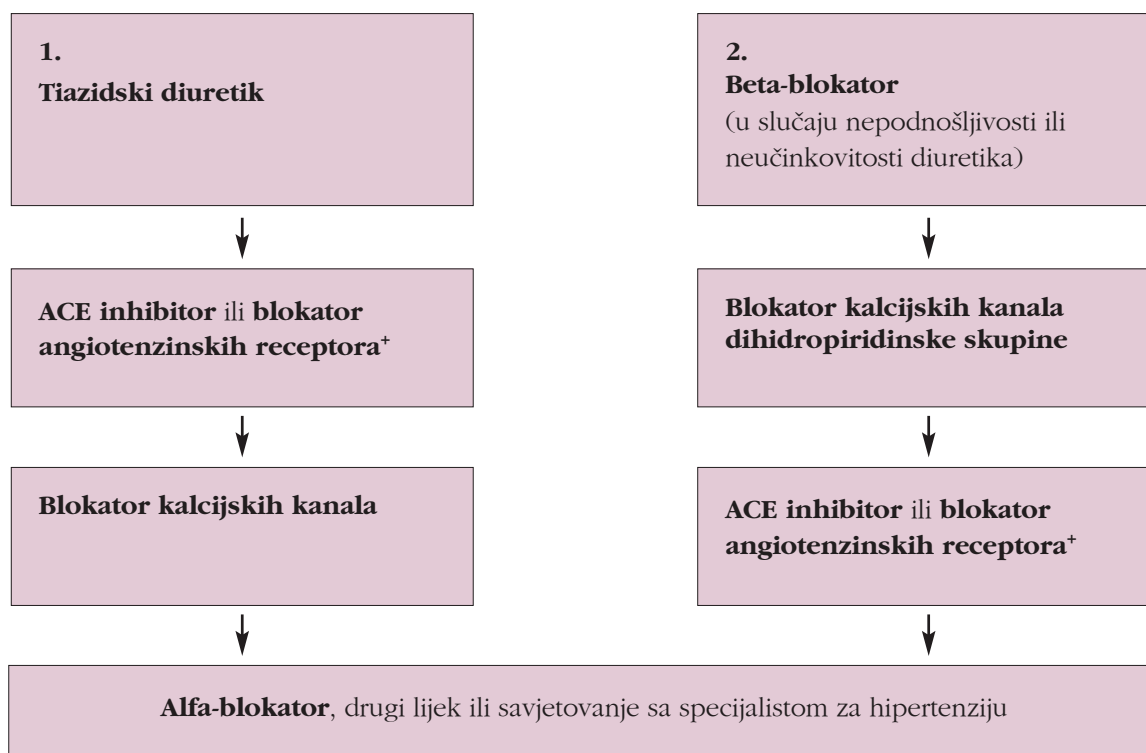 1.
Tiazidski diuretik
ACE inhibitor ili blokator
angiotenzinskih receptora+
Blokator kalcijskih kanala
2.
Beta-blokator
(u slučaju nepodnošljivosti ili
neučinkovitosti diuretika)
Blokator kalcijskih kanala
dihidropiridinske skupine
ACE inhibitor ili blokator
angiotenzinskih receptora+
Alfa-blokator, drugi lijek ili savjetovanje sa specijalistom za hipertenziju